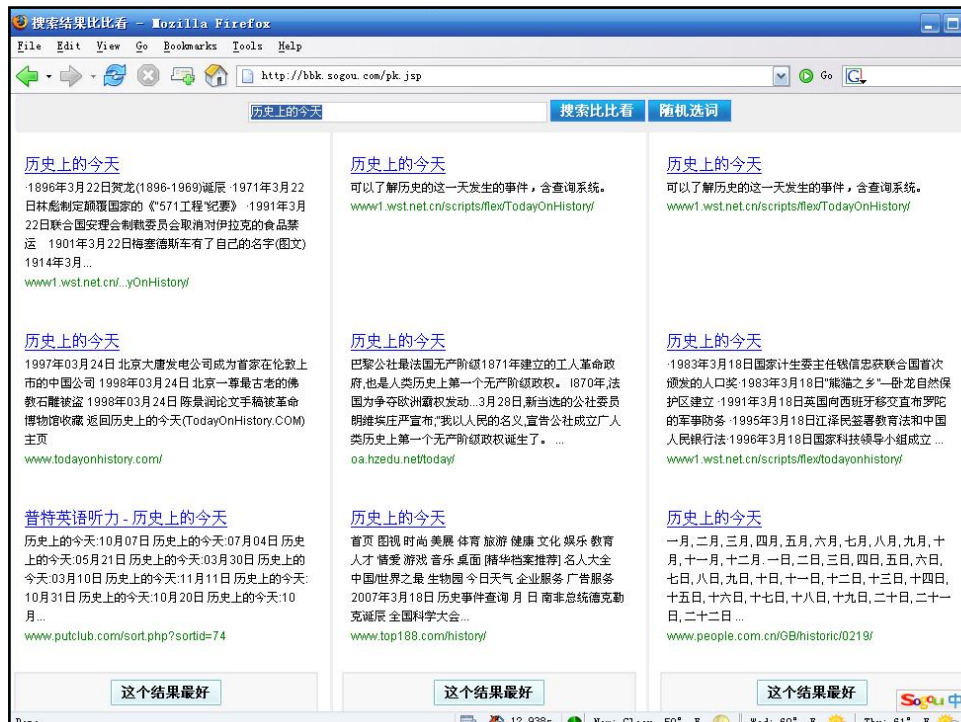 搜索结果比比看 - Mozilla Firefox
File Edit View Go Bookmarks Tools Help
http://bbk.sogou.com/pk.jsp Go
历史上的今天 搜索比比看 随机选词
历史上的今天
·1896年3月22日贺龙(1896-1969)诞辰 ·1971年3月22
日林彪制定颠覆国家的《"571工程"纪要》 ·1991年3月
22日联合国安理会制裁委员会取消对伊拉克的食品禁
运 1901年3月22日梅塞德斯车有了自己的名字(图文)
1914年3月...
www1.wst.net.cn/...yOnHistory/
历史上的今天
可以了解历史的这一天发生的事件，含查询系统。
www1.wst.net.cn/scripts/flex/TodayOnHistory/
历史上的今天
可以了解历史的这一天发生的事件，含查询系统。
www1.wst.net.cn/scripts/flex/TodayOnHistory/
历史上的今天
1997年03月24日 北京大唐发电公司成为首家在伦敦上
市的中国公司 1998年03月24日 北京一尊最古老的佛
教石雕被盗 1998年03月24日 陈景润论文手稿被革命
博物馆收藏 返回历史上的今天(TodayOnHistory.COM)
主页
www.todayonhistory.com/
历史上的今天
巴黎公社最法国无产阶级1871年建立的工人革命政
府,也是人类历史上第一个无产阶级政权。 1870年,法
国为争夺欧洲霸权发动...3月28日,新当选的公社委员
朗维埃庄严宣布;"我以人民的名义,宣告公社成立广人
类历史上第一个无产阶级政权诞生了。 ...
oa.hzedu.net/today/
历史上的今天
·1983年3月18日国家计生委主任钱信忠获联合国首次
颁发的人口奖·1983年3月18日"熊猫之乡"—卧龙自然保
护区建立 ·1991年3月18日英国向西班牙移交直布罗陀
的军事防务 ·1995年3月18日江泽民签署教育法和中国
人民银行法·1996年3月18日国家科技领导小组成立 ...
www1.wst.net.cn/scripts/flex/todayonhistory/
普特英语听力 - 历史上的今天
历史上的今天:10月07日 历史上的今天:07月04日 历史
上的今天:05月21日 历史上的今天:03月30日 历史上的
今天:03月10日 历史上的今天:11月11日 历史上的今天:
10月31日 历史上的今天:10月20日 历史上的今天:10
月...
www.putclub.com/sort.php?sortid=74
历史上的今天
首页 图视 时尚 美展 体育 旅游 健康 文化 娱乐 教育
人才 情爱 游戏 音乐 桌面 [精华档案推荐] 名人大全
中国/世界之最 生物园 今日天气 企业服务 广告服务
2007年3月18日 历史事件查询 月 日 南非总统德克勒
克诞辰 全国科学大会...
www.top188.com/history/
历史上的今天
一月, 二月, 三月, 四月, 五月, 六月, 七月, 八月, 九月, 十
月, 十一月, 十二月. 一日, 二日, 三日, 四日, 五日, 六日,
七日, 八日, 九日, 十日, 十一日, 十二日, 十三日, 十四日,
十五日, 十六日, 十七日, 十八日, 十九日, 二十日, 二十一
日, 二十二日 ...
www.people.com.cn/GB/historic/0219/
这个结果最好 这个结果最好 这个结果最好
Sogou 中
Done 12.938s Now: Clear, 50° F Wed: 60° F Thu: 61° F